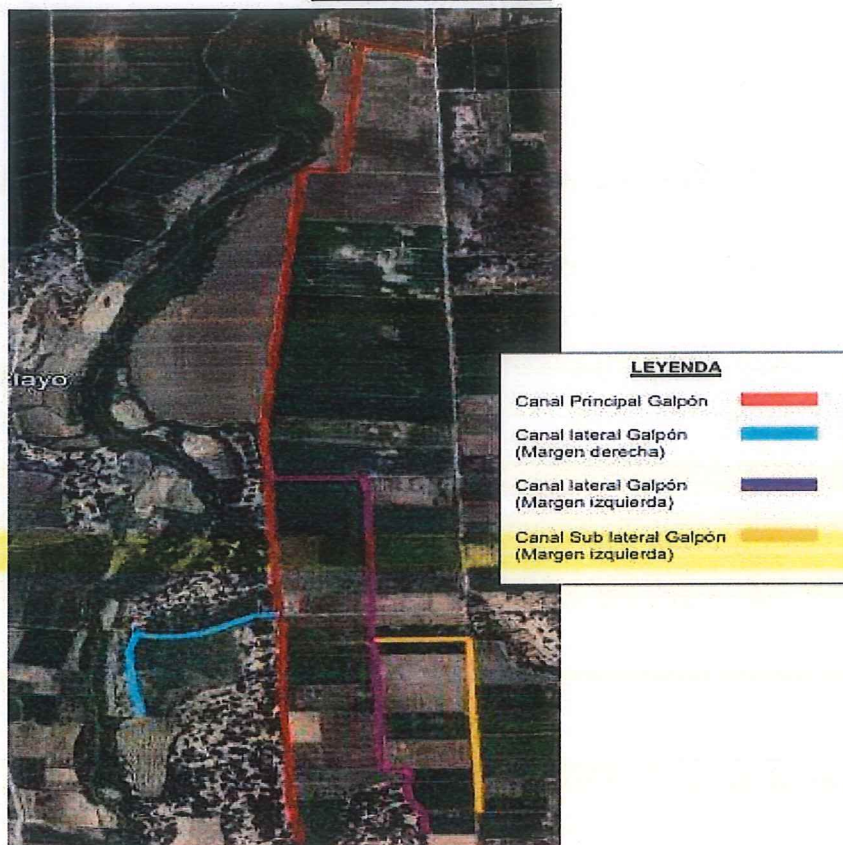 layo
LEYENDA
Canal Principal Galpón
Canal lateral Galpón
(Margen derecha)
Canal lateral Galpón
(Margen izquierda)
Canal Sub lateral Galpón
(Margen izquierda)